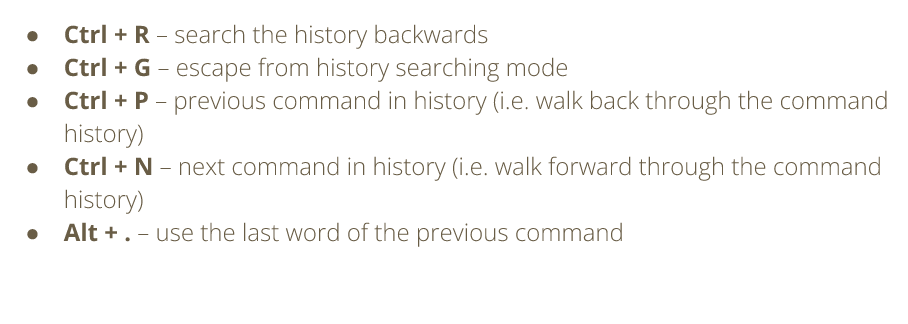 ● Ctrl + R – search the history backwards
● Ctrl + G – escape from history searching mode
● Ctrl + P – previous command in history (i.e. walk back through the command
history)
● Ctrl + N – next command in history (i.e. walk forward through the command
history)
● Alt + . – use the last word of the previous command